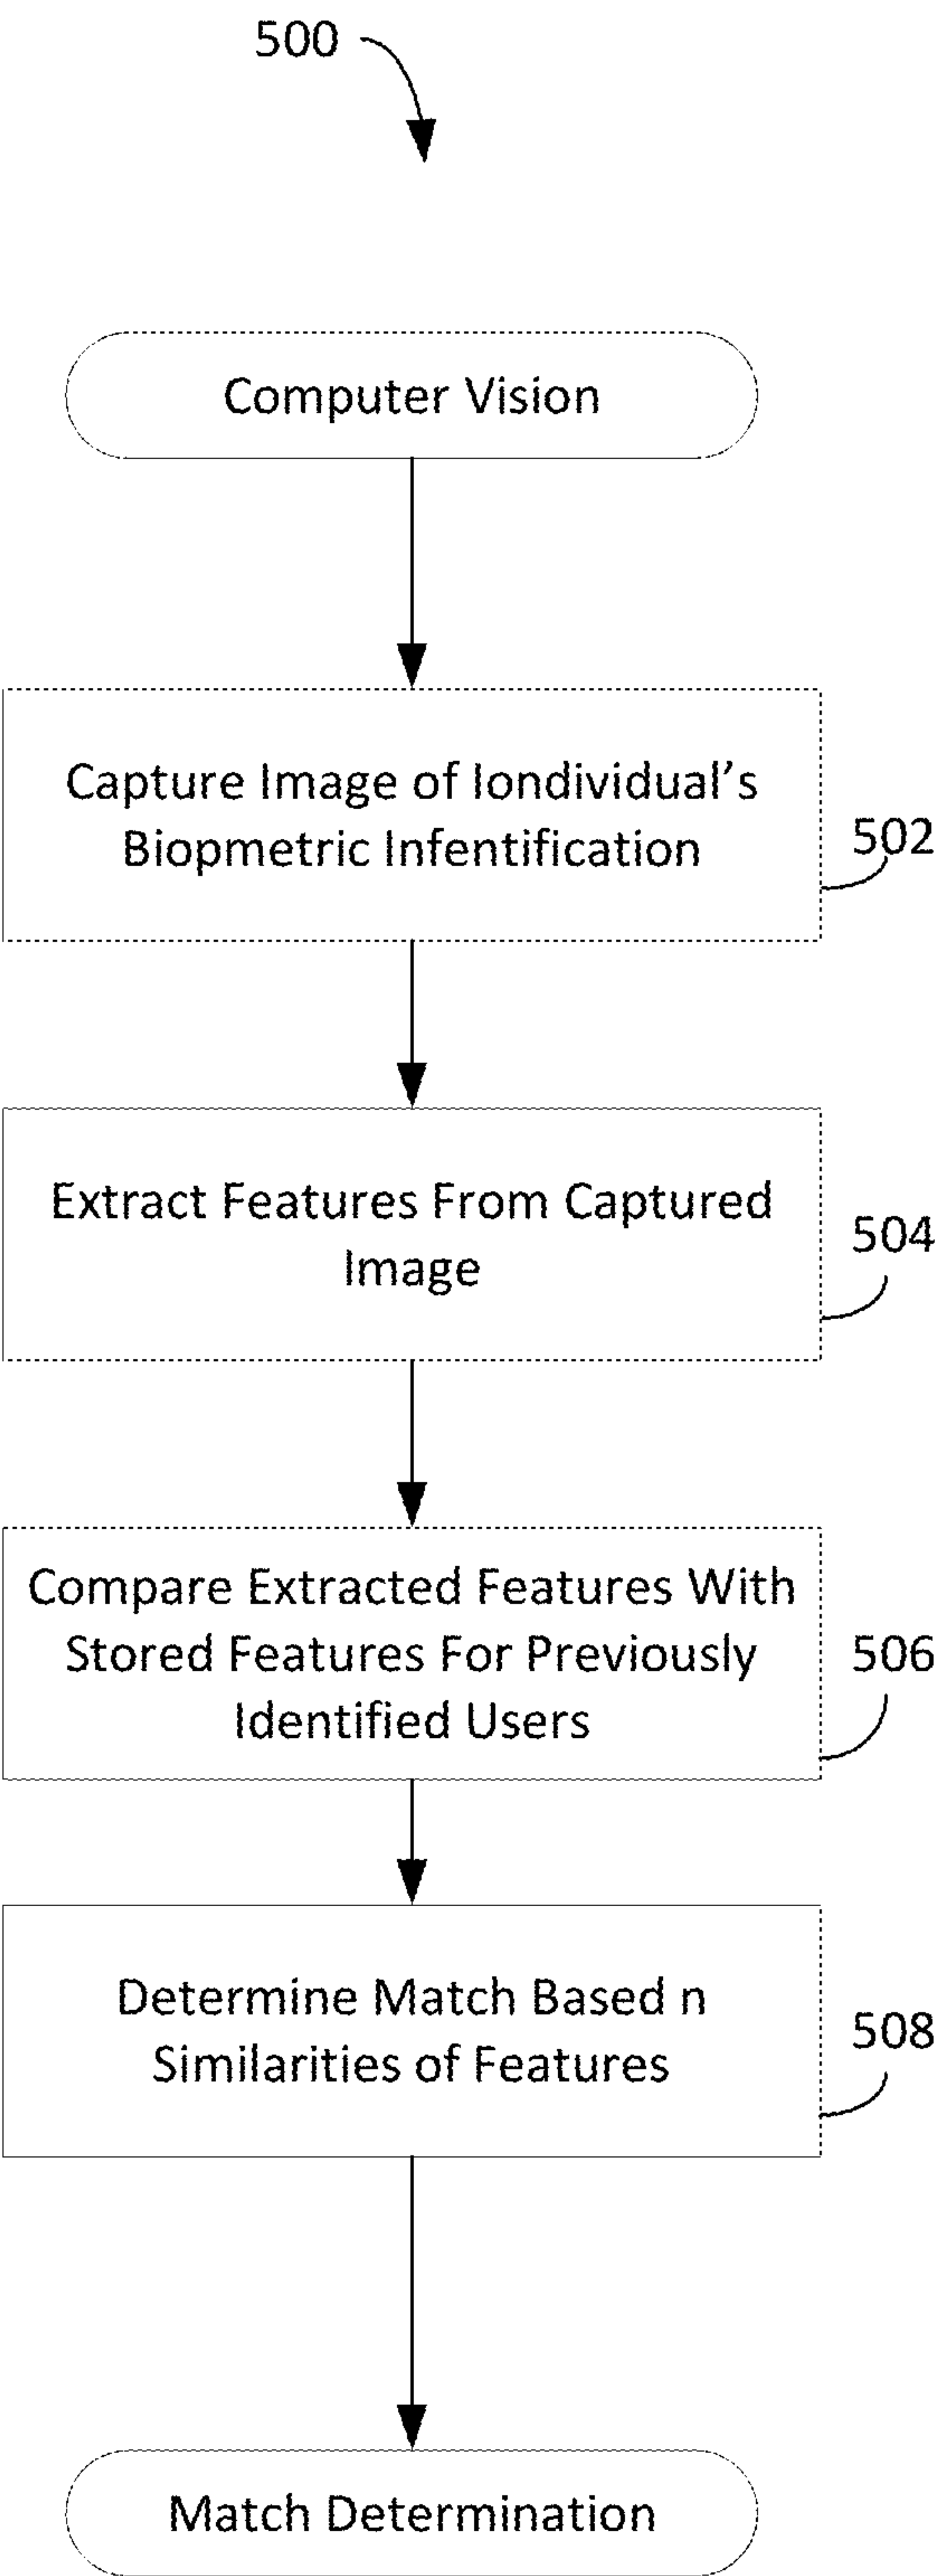 500
Computer Vision
Capture Image of Iondividual's
Biopmetric Infentification
502
Extract Features From Captured
Image
504
Compare Extracted Features With
Stored Features For Previously
Identified Users
506
Determine Match Based n
Similarities of Features
508
Match Determination